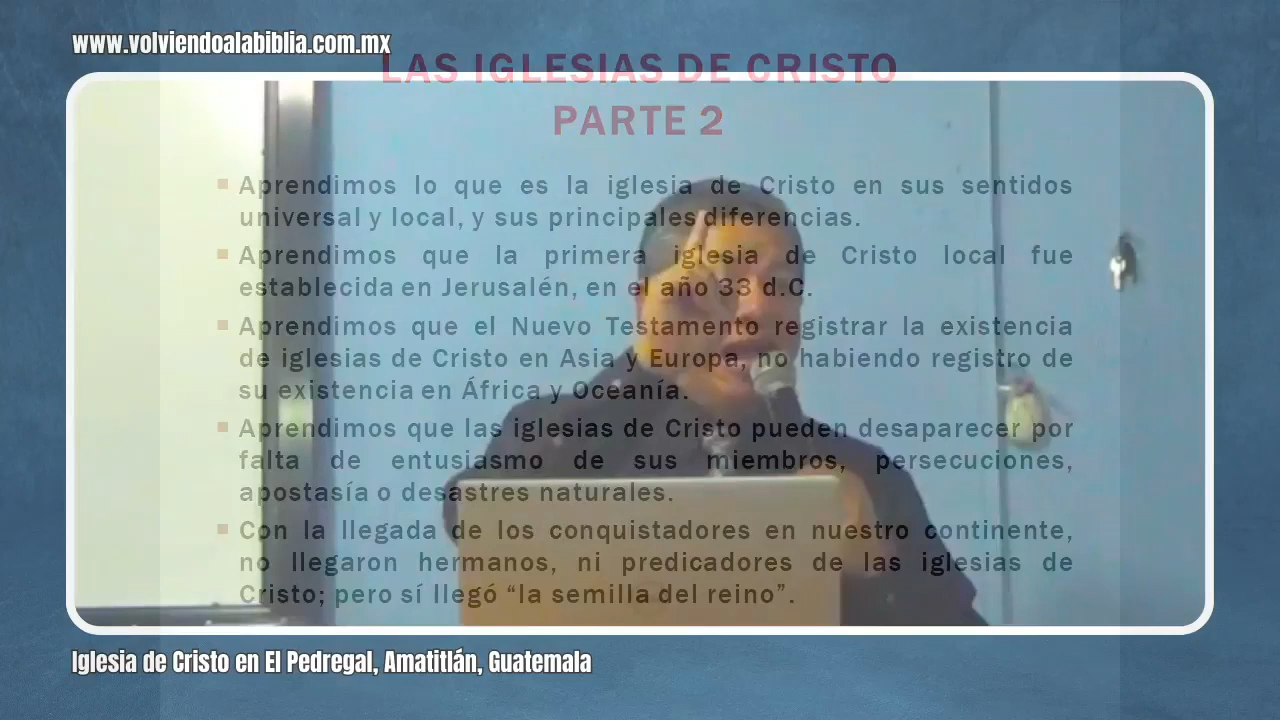 www.volviendoalabiblia.com.mx
LAS IGLESIAS DE CRISTO
PARTE 2
Aprendimos lo que es la iglesia de Cristo en sus sentidos
universal y local, y sus principales diferencias.
Aprendimos que la primera iglesia de Cristo local fue
establecida en Jerusalén, en el año 33 d.C.
Aprendimos que el Nuevo Testamento registrar la existencia
de iglesias de Cristo en Asia y Europa, no habiendo registro de
su existencia en África y Oceanía.
Aprendimos que las iglesias de Cristo pueden desaparecer por
falta de entusiasmo de sus miembros, persecuciones,
apostasía o desastres naturales.
Con la llegada de los conquistadores en nuestro continente,
no llegaron hermanos, ni predicadores de las iglesias de
Cristo; pero sí llegó “la semilla del reino”.
Iglesia de Cristo en El Pedregal, Amatitlán, Guatemala